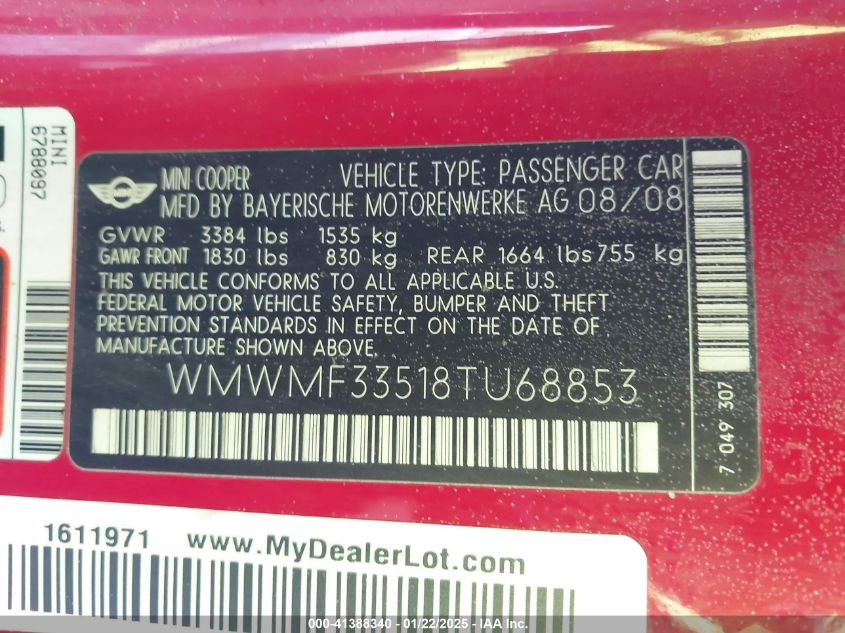 MINI
6788097
MINI COOPER VEHICLE TYPE: PASSENGER CAR
MFD BY BAYERISCHE MOTORENWERKE AG 08/08
GVWR 3384 lbs 1535 kg
GAWR FRONT 1830 lbs 830 kg REAR 1664 lbs 755 kg
THIS VEHICLE CONFORMS TO ALL APPLICABLE U.S.
FEDERAL MOTOR VEHICLE SAFETY, BUMPER AND THEFT
PREVENTION STANDARDS IN EFFECT ON THE DATE OF
MANUFACTURE SHOWN ABOVE.
WMWMF33518TU68853
7 049 307
1611971 www.MyDealerLot.com
000-41388340 - 01/22/2025 - IAA Inc.